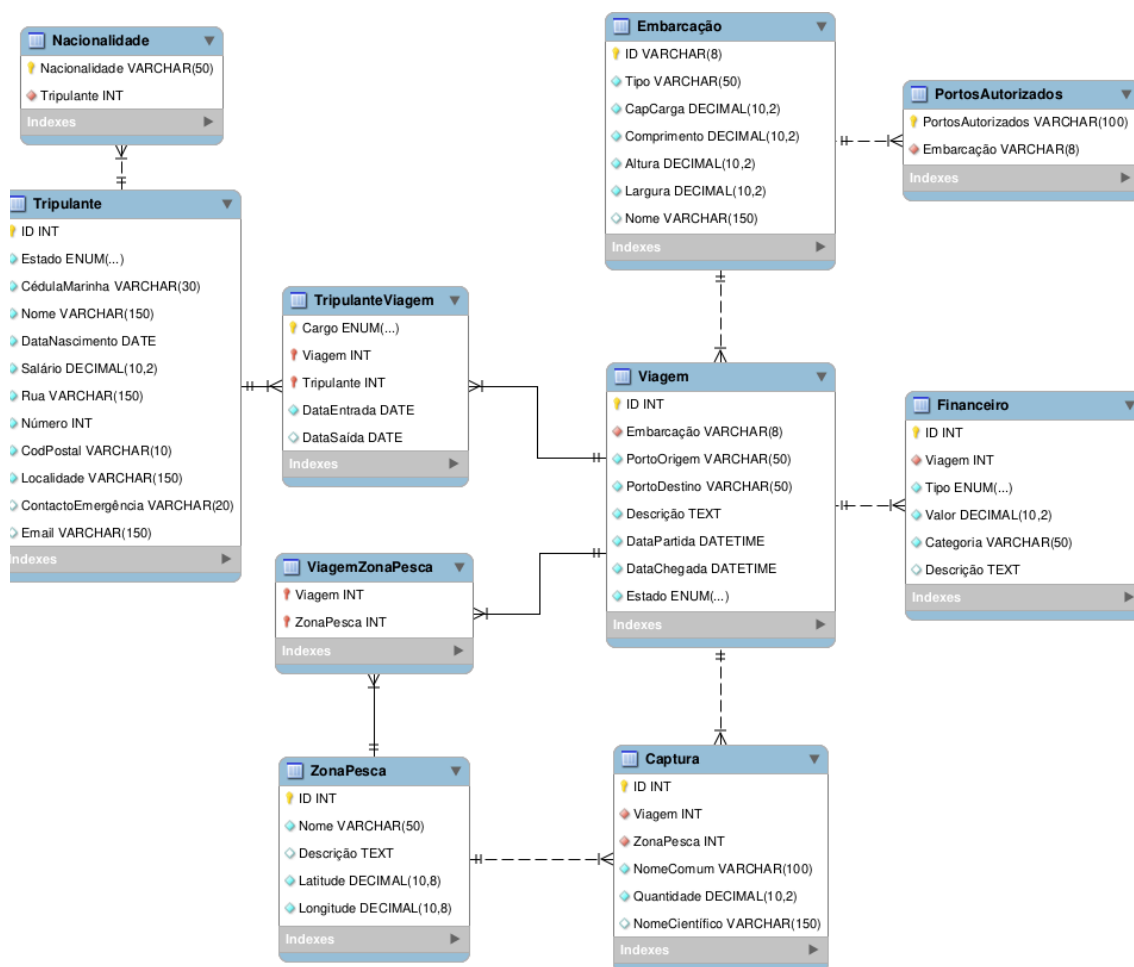 Nacionalidade
Nacionalidade VARCHAR(50)
Tripulante INT
Indexes
Tripulante
ID INT
Estado ENUM(...)
CédulaMarinha VARCHAR(30)
Nome VARCHAR(150)
DataNascimento DATE
Salário DECIMAL(10,2)
Rua VARCHAR(150)
Número INT
CodPostal VARCHAR(10)
Localidade VARCHAR(150)
ContactoEmergência VARCHAR(20)
Email VARCHAR(150)
Indexes
TripulanteViagem
Cargo ENUM(...)
Viagem INT
Tripulante INT
DataEntrada DATE
DataSaída DATE
Indexes
ViagemZonaPesca
Viagem INT
ZonaPesca INT
Indexes
ZonaPesca
ID INT
Nome VARCHAR(50)
Descrição TEXT
Latitude DECIMAL(10,8)
Longitude DECIMAL(10,8)
Indexes
Embarcação
ID VARCHAR(8)
Tipo VARCHAR(50)
CapCarga DECIMAL(10,2)
Comprimento DECIMAL(10,2)
Altura DECIMAL(10,2)
Largura DECIMAL(10,2)
Nome VARCHAR(150)
Indexes
Viagem
ID INT
Embarcação VARCHAR(8)
PortoOrigem VARCHAR(50)
PortoDestino VARCHAR(50)
Descrição TEXT
DataPartida DATETIME
DataChegada DATETIME
Estado ENUM(...)
Indexes
Captura
ID INT
Viagem INT
ZonaPesca INT
NomeComum VARCHAR(100)
Quantidade DECIMAL(10,2)
NomeCientífico VARCHAR(150)
Indexes
PortosAutorizados
PortosAutorizados VARCHAR(100)
Embarcação VARCHAR(8)
Indexes
Financeiro
ID INT
Viagem INT
Tipo ENUM(...)
Valor DECIMAL(10,2)
Categoria VARCHAR(50)
Descrição TEXT
Indexes